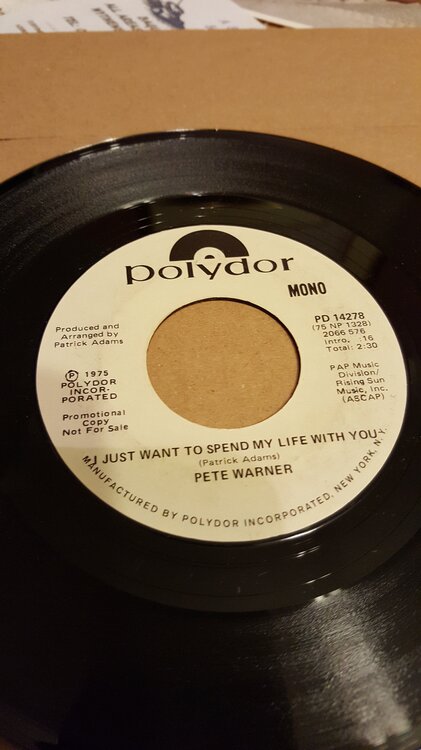 polydor
MONO
PD 14278
(75 NP 1328)
2066 576
Intro. :16
Total: 2:30
Produced and
Arranged by
Patrick Adams
Ⓟ 1975
POLYDOR
INCOR-
PORATED
Promotional
Copy
Not For Sale
PAP Music
Division/
Rising Sun
Music, Inc.
(ASCAP)
I JUST WANT TO SPEND MY LIFE WITH YOU
(Patrick Adams)
PETE WARNER
MANUFACTURED BY POLYDOR INCORPORATED, NEW YORK, N.Y.